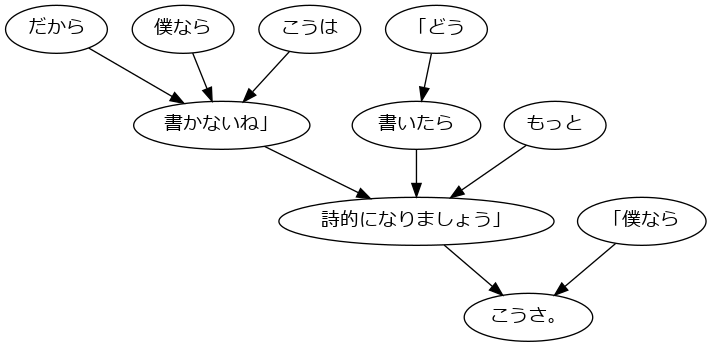 だから
僕なら
こうは
「どう
書かないね」
書いたら
もっと
詩的になりましょう」
「僕なら
こうさ。